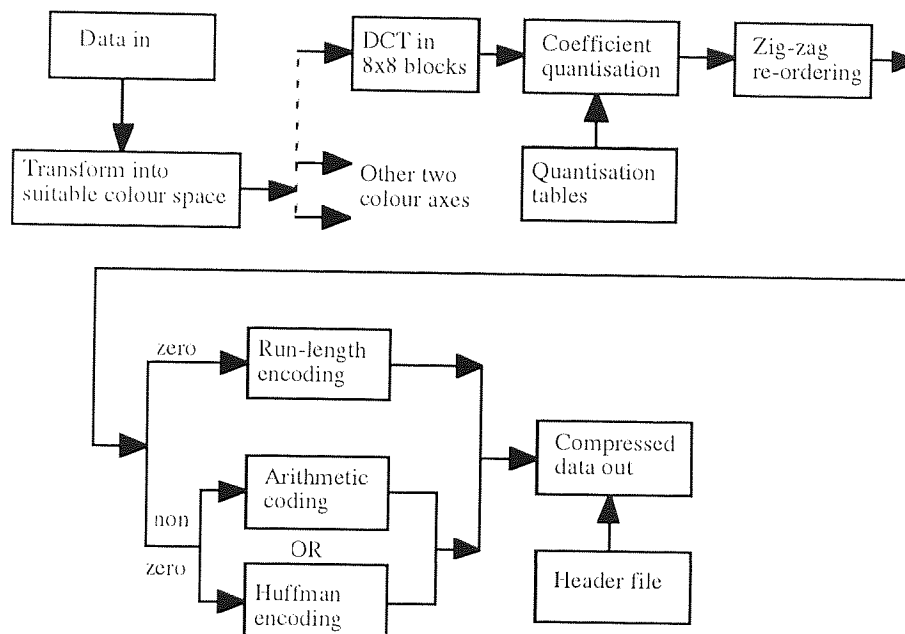 Data in
DCT in
8x8 blocks
Coefficient
quantisation
Zig-zag
re-ordering
Transform into
suitable colour space
Other two
colour axes
Quantisation
tables
zero
Run-length
encoding
Compressed
data out
Arithmetic
coding
non
zero
OR
Huffman
encoding
Header file